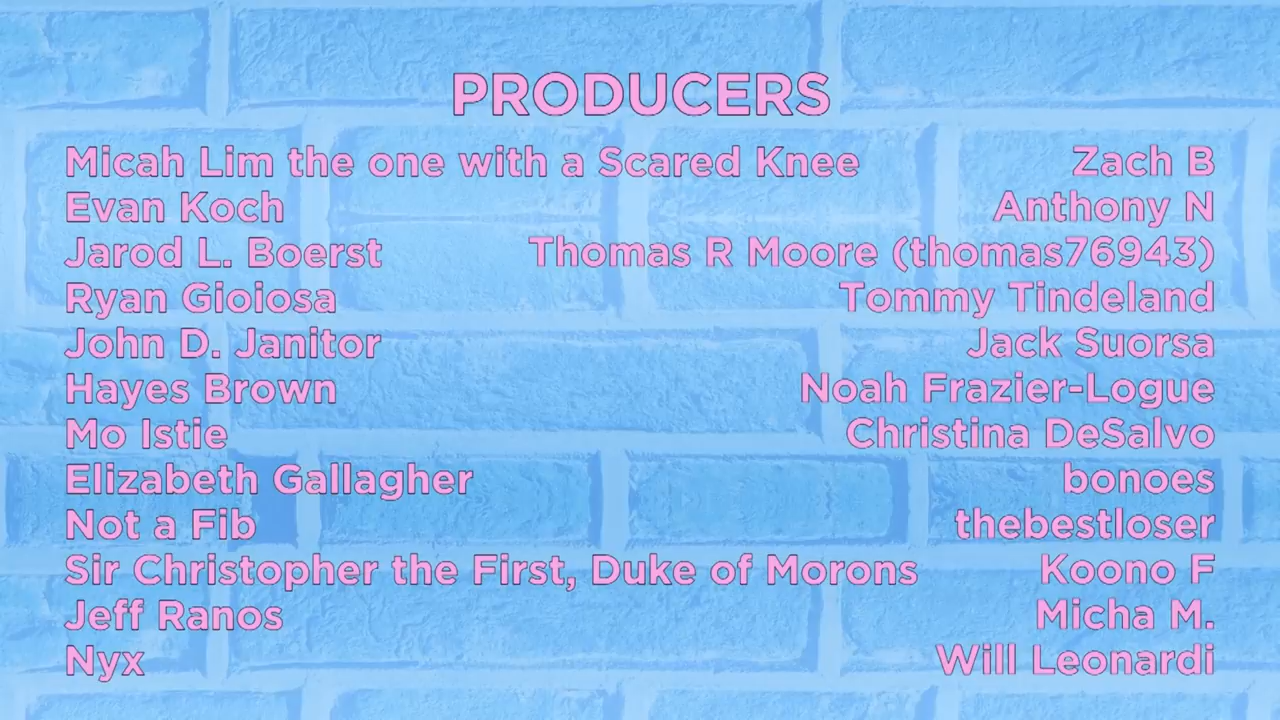 PRODUCERS
Micah Lim the one with a Scared Knee
Zach B
Evan Koch
Anthony N
Jarod L. Boerst
Thomas R Moore (thomas76943)
Ryan Gioiosa
Tommy Tindeland
John D. Janitor
Jack Suorsa
Hayes Brown
Noah Frazier-Logue
Mo Istie
Christina DeSalvo
Elizabeth Gallagher
bonoes
Not a Fib
thebestloser
Sir Christopher the First, Duke of Morons
Koono F
Jeff Ranos
Micha M.
Nyx
Will Leonardi